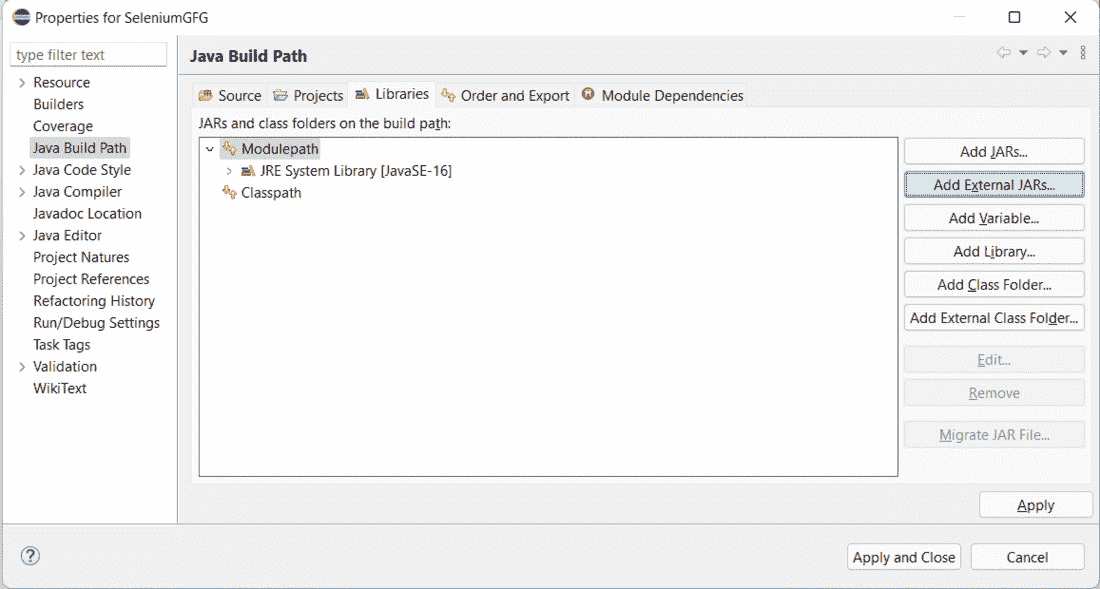 Properties for SeleniumGFG
type filter text
Resource
Builders
Coverage
Java Build Path
Java Code Style
Java Compiler
Javadoc Location
Java Editor
Project Natures
Project References
Refactoring History
Run/Debug Settings
Task Tags
Validation
WikiText
Java Build Path
Source Projects Libraries Order and Export Module Dependencies
JARs and class folders on the build path:
Modulepath
JRE System Library [JavaSE-16]
Classpath
Add JARs...
Add External JARs...
Add Variable...
Add Library...
Add Class Folder...
Add External Class Folder...
Edit...
Remove
Migrate JAR File...
Apply
Apply and Close
Cancel